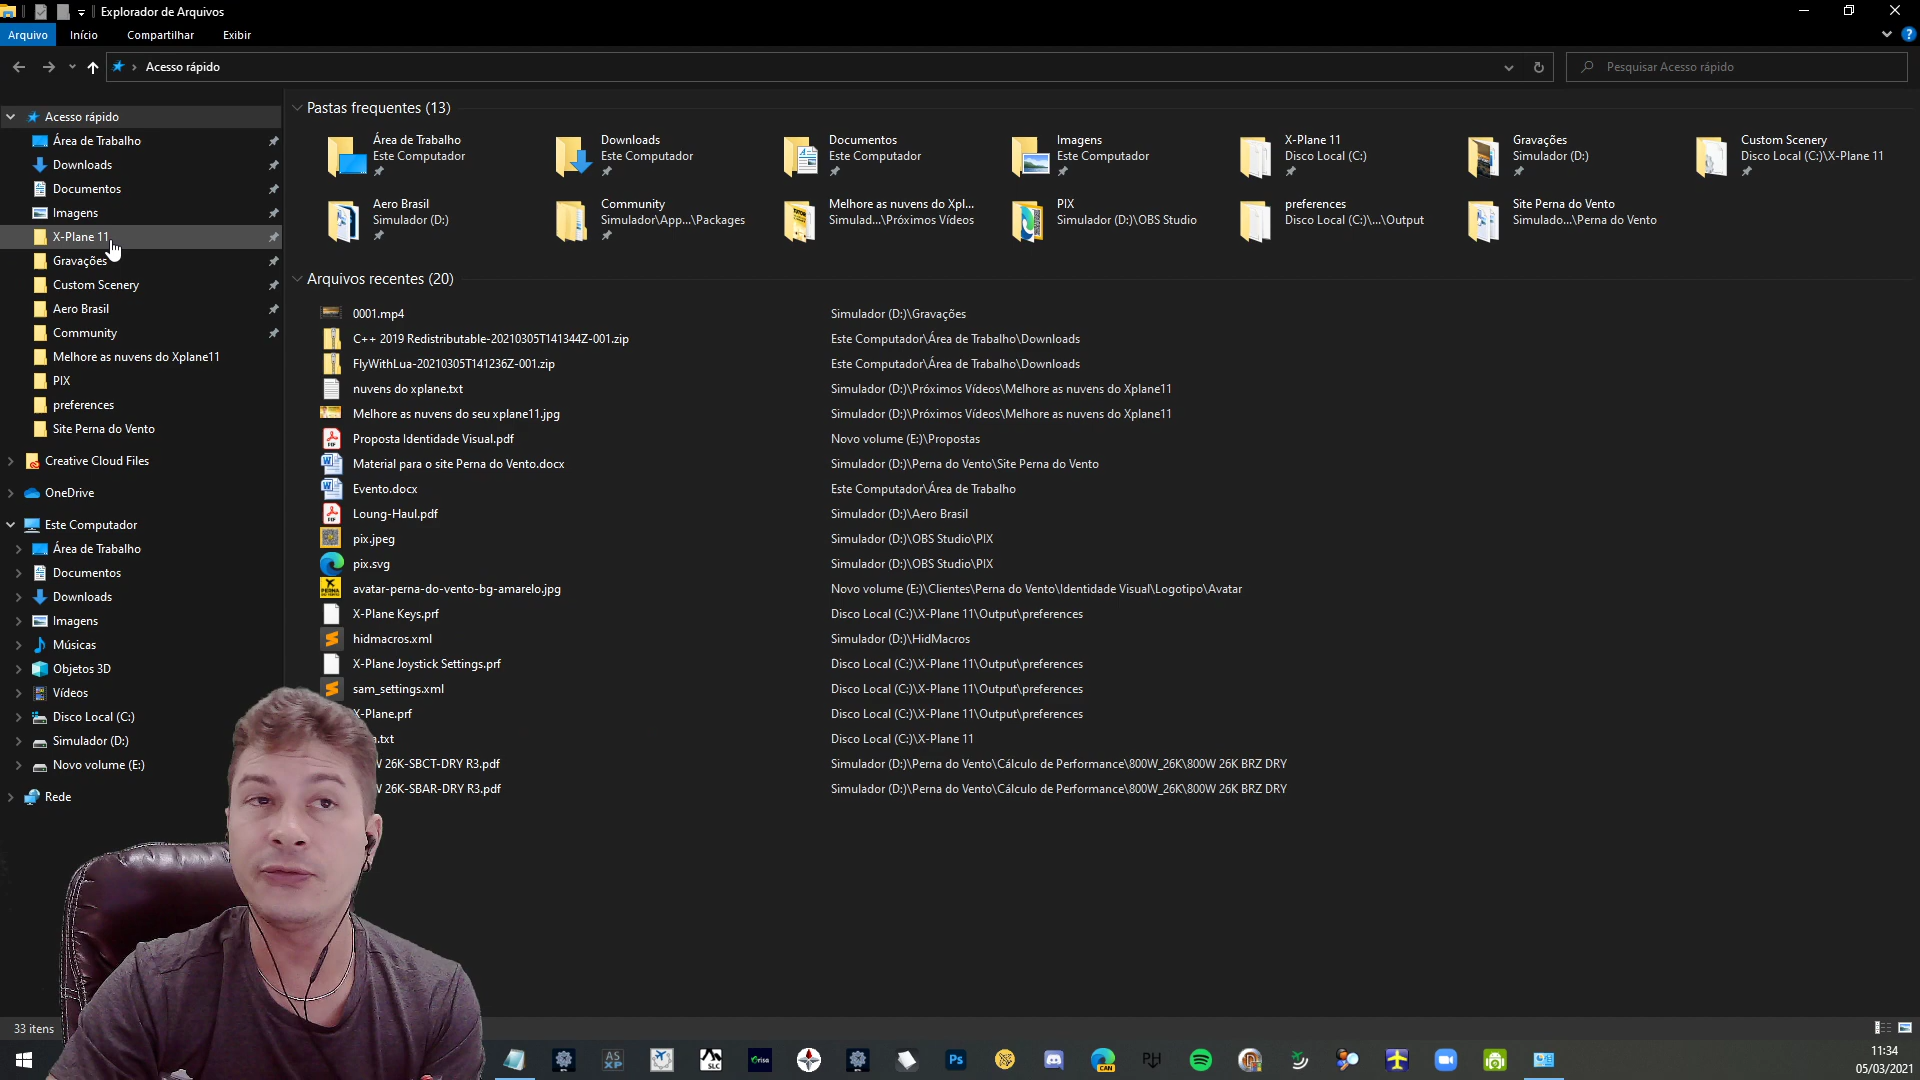 Explorador de Arquivos
Arquivo Início Compartilhar Exibir
Acesso rápido
Pesquisar Acesso rápido
Acesso rápido
Área de Trabalho
Downloads
Documentos
Imagens
X-Plane 11
Gravações
Custom Scenery
Aero Brasil
Community
Melhore as nuvens do Xplane11
PIX
preferences
Site Perna do Vento
Creative Cloud Files
OneDrive
Este Computador
Área de Trabalho
Documentos
Downloads
Imagens
Músicas
Objetos 3D
Vídeos
Disco Local (C:)
Simulador (D:)
Novo volume (E:)
Rede
Pastas frequentes (13)
Área de Trabalho
Este Computador
Downloads
Este Computador
Documentos
Este Computador
Imagens
Este Computador
X-Plane 11
Disco Local (C:)
Gravações
Simulador (D:)
Custom Scenery
Disco Local (C:)\X-Plane 11
Aero Brasil
Simulador (D:)
Community
Simulador\App...\Packages
Melhore as nuvens do Xpl...
Simulad...\Próximos Vídeos
PIX
Simulador (D:)\OBS Studio
preferences
Disco Local (C:)\...\Output
Site Perna do Vento
Simulado...\Perna do Vento
Arquivos recentes (20)
0001.mp4 Simulador (D:)\Gravações
C++ 2019 Redistributable-20210305T141344Z-001.zip Este Computador\Área de Trabalho\Downloads
FlyWithLua-20210305T141236Z-001.zip Este Computador\Área de Trabalho\Downloads
nuvens do xplane.txt Simulador (D:)\Próximos Vídeos\Melhore as nuvens do Xplane11
Melhore as nuvens do seu xplane11.jpg Simulador (D:)\Próximos Vídeos\Melhore as nuvens do Xplane11
Proposta Identidade Visual.pdf Novo volume (E:)\Propostas
Material para o site Perna do Vento.docx Simulador (D:)\Perna do Vento\Site Perna do Vento
Evento.docx Este Computador\Área de Trabalho
Loung-Haul.pdf Simulador (D:)\Aero Brasil
pix.jpeg Simulador (D:)\OBS Studio\PIX
pix.svg Simulador (D:)\OBS Studio\PIX
avatar-perna-do-vento-bg-amarelo.jpg Novo volume (E:)\Clientes\Perna do Vento\Identidade Visual\Logotipo\Avatar
X-Plane Keys.prf Disco Local (C:)\X-Plane 11\Output\preferences
hidmacros.xml Simulador (D:)\HidMacros
X-Plane Joystick Settings.prf Disco Local (C:)\X-Plane 11\Output\preferences
sam_settings.xml Disco Local (C:)\X-Plane 11\Output\preferences
X-Plane.prf Disco Local (C:)\X-Plane 11\Output\preferences
.txt Disco Local (C:)\X-Plane 11
26K-SBCT-DRY R3.pdf Simulador (D:)\Perna do Vento\Cálculo de Performance\800W_26K\800W 26K BRZ DRY
26K-SBAR-DRY R3.pdf Simulador (D:)\Perna do Vento\Cálculo de Performance\800W_26K\800W 26K BRZ DRY
33 itens
AS XP
SLC
Ps
CAN
11:34
05/03/2021